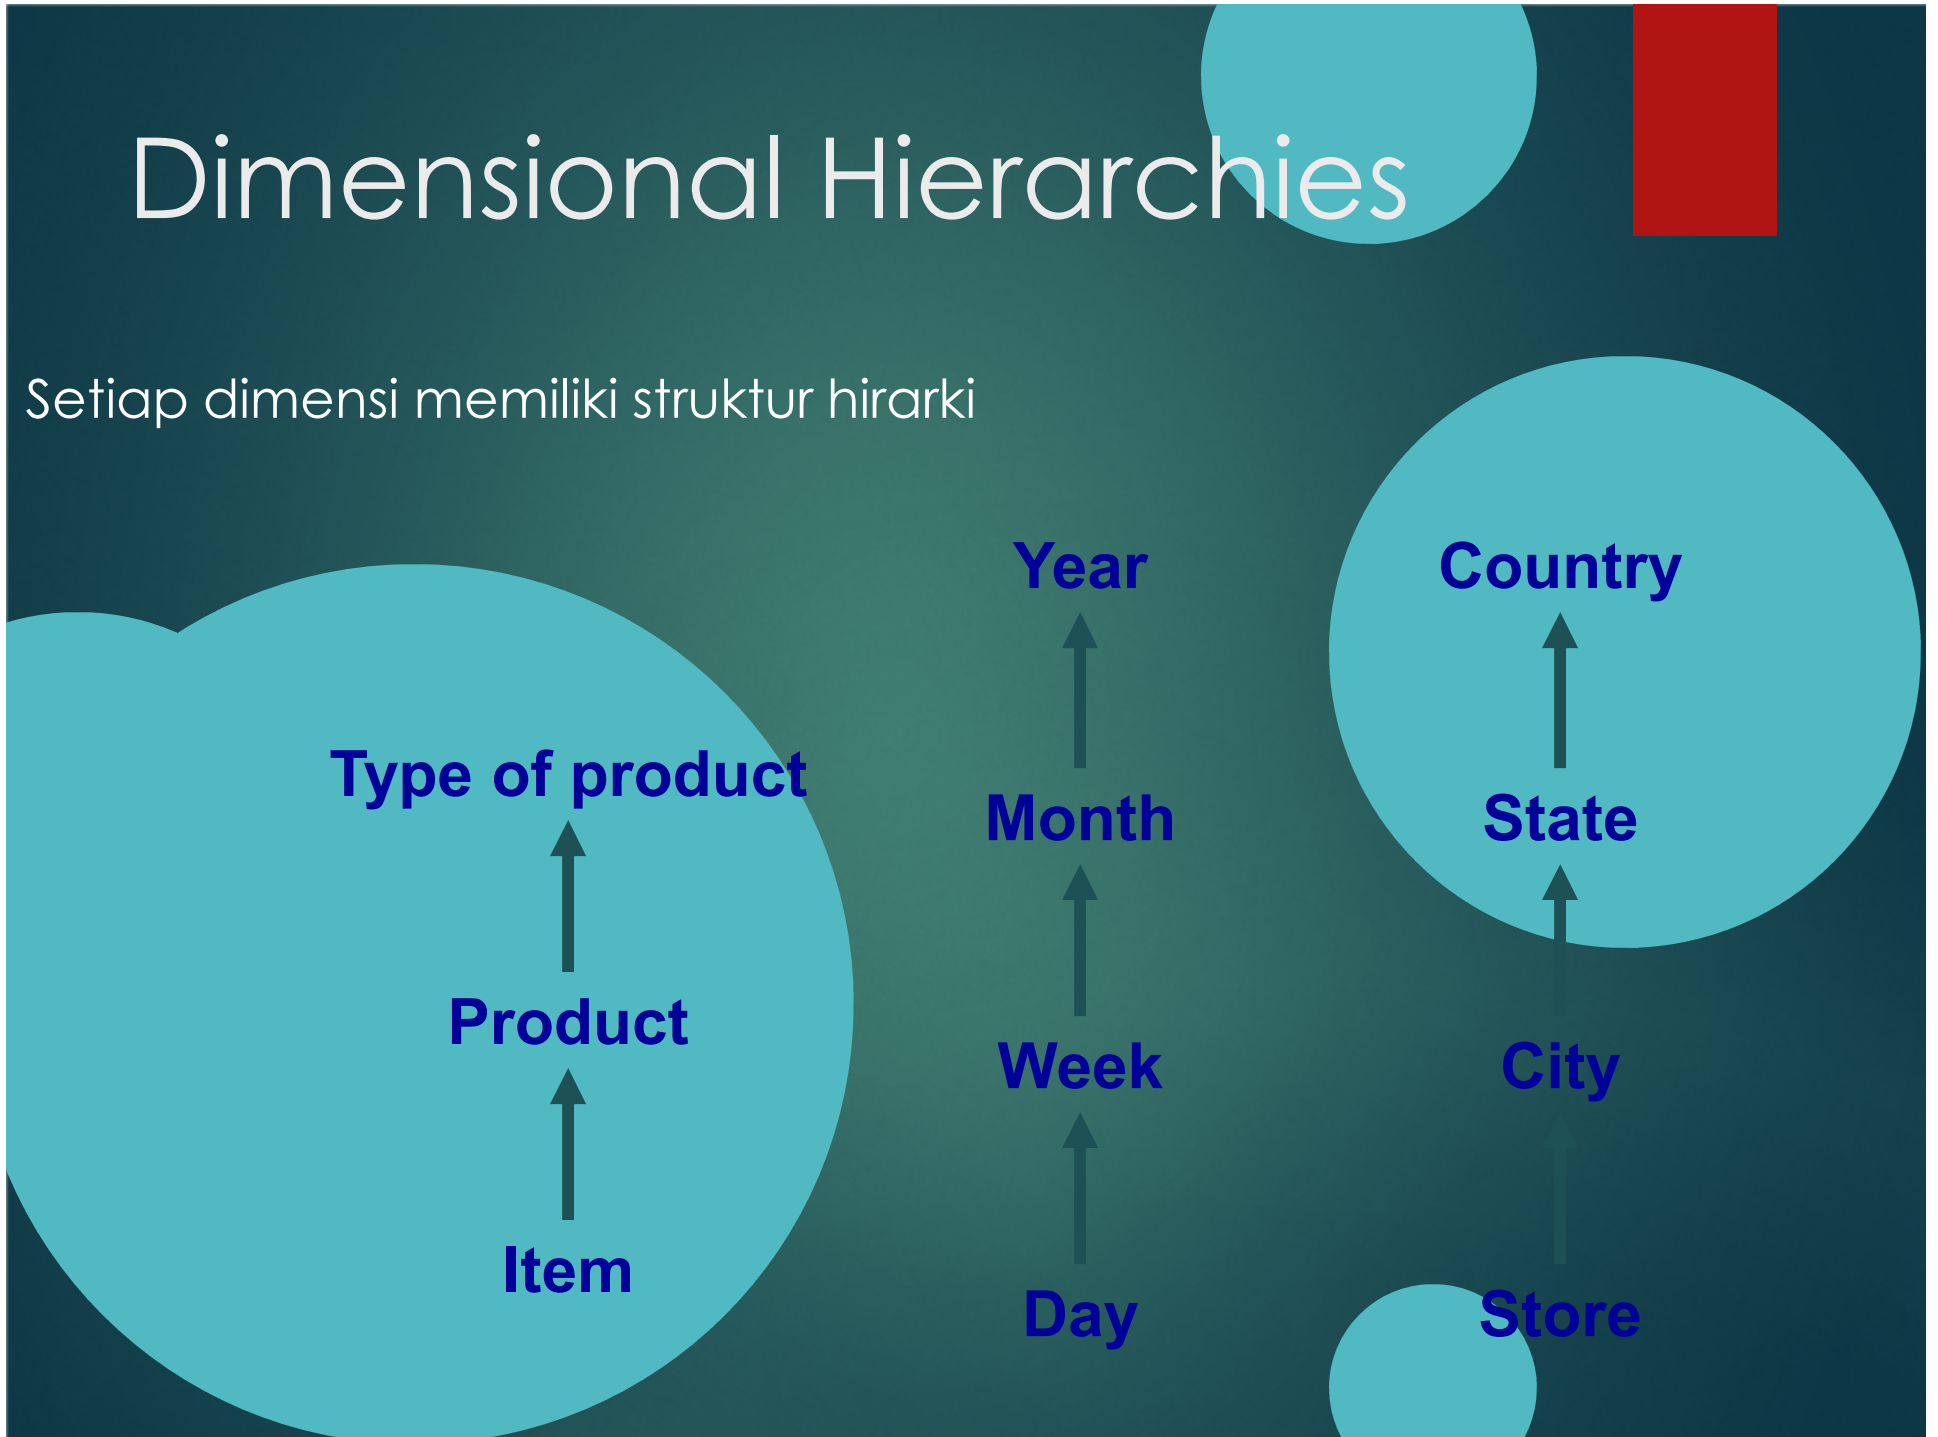 Dimensional Hierarchies
Setiap dimensi memiliki struktur hirarki
Type of product
Product
Item
Year
Month
Week
Day
Country
State
City
Store